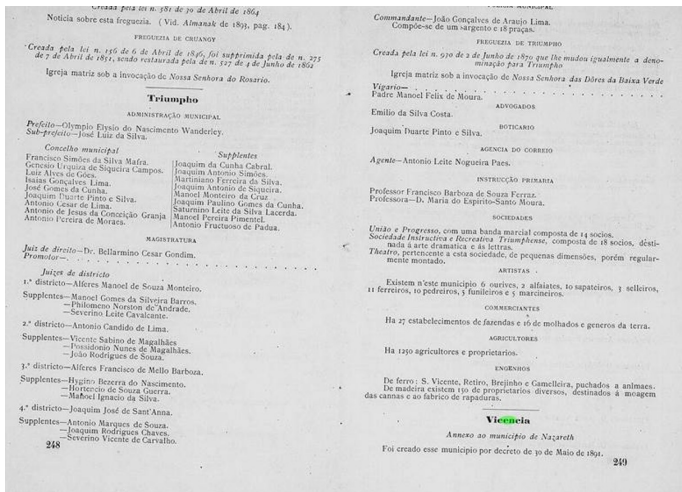 Creada pela lei n. 581 de 30 de Abril de 1864
Noticia sobre esta freguezia. (Vid. Almanak de 1894, pag. 184).
FREGUEZIA DE CRUANGY
Creada pela lei n. 156 de 6 de Abril de 1846, foi supprimida pela de n. 275
de 7 de Abril de 1851, sendo restaurada pela de n. 527 de 4 de Junho de 1862
Igreja matriz sob a invocação de Nossa Senhora do Rosario.
Triumpho
ADMINISTRAÇÃO MUNICIPAL
Prefeito—Olympio Elysio do Nascimento Wanderley.
Sub-prefeito—José Luiz da Silva.
Concelho municipal
Francisco Simões da Silva Mafra.
Genesio Urquiza de Siqueira Campos.
Luiz Alves de Góes.
Isaias Gonçalves Lima.
José Gomes da Cunha.
Joaquim Duarte Pinto e Silva.
Antonio Cesar de Lima.
Antonio de Jesus da Conceição Granja
Antonio Pereira de Moraes.
Supplentes
Joaquim da Cunha Cabral.
Joaquim Antonio Simões.
Martiniano Ferreira da Silva.
Joaquim Antonio de Siqueira.
Manoel Monteiro da Cruz.
Joaquim Paulino Gomes da Cunha.
Saturnino Leite da Silva Lacerda.
Manoel Pereira Pimentel.
Antonio Fructuoso de Padua.
MAGISTRATURA
Juiz de direito—Dr. Bellarmino Cesar Gondim.
Promotor—. . . . . . . . . . . . . . . . . . . .
Juizes de districto
1.º districto—Alferes Manoel de Souza Monteiro.
Supplentes—Manoel Gomes da Silveira Barros.
—Philomeno Norston de Andrade.
—Severino Leite Cavalcante.
2.º districto—Antonio Candido de Lima.
Supplentes—Vicente Sabino de Magalhães
—Possidonio Nunes de Magalhães.
—João Rodrigues de Souza.
3.º districto—Alferes Francisco de Mello Barboza.
Supplentes—Hygino Bezerra do Nascimento.
—Hortencio de Souza Guerra.
—Manoel Ignacio da Silva.
4.º districto—Joaquim José de Sant'Anna.
Supplentes—Antonio Marques de Souza.
—Joaquim Rodrigues Chaves.
—Severino Vicente de Carvalho.
248
POLICIA MUNICIPAL
Commandante—João Gonçalves de Araujo Lima.
Compõe-se de um sargento e 18 praças.
FREGUEZIA DE TRIUMPHO
Creada pela lei n. 930 de 2 de Junho de 1870 que lhe mudou igualmente a deno-
minação para Triumpho
Igreja matriz sob a invocação de Nossa Senhora das Dôres da Baixa Verde
Vigario—. . . . . . . . . . . . . . . . . . . .
Padre Manoel Felix de Moura.
ADVOGADOS
Emilio da Silva Costa.
BOTICARIO
Joaquim Duarte Pinto e Silva.
AGENCIA DO CORREIO
Agente—Antonio Leite Nogueira Paes.
INSTRUCÇÃO PRIMARIA
Professor Francisco Barboza de Souza Ferraz.
Professora—D. Maria do Espirito-Santo Moura.
SOCIEDADES
União e Progresso, com uma banda marcial composta de 14 socios.
Sociedade Instructiva e Recreativa Triumphense, composta de 18 socios, desti-
nada á arte dramatica e ás lettras.
Theatro, pertencente a esta sociedade, de pequenas dimensões, porém regular-
mente montado.
ARTISTAS
Existem n'este municipio 6 ourives, 2 alfaiates, 10 sapateiros, 3 selleiros,
11 ferreiros, 10 pedreiros, 3 funileiros e 5 marcineiros.
COMMERCIANTES
Ha 27 estabelecimentos de fazendas e 16 de molhados e generos da terra.
AGRICULTORES
Ha 1250 agricultores e proprietarios.
ENGENHOS
De ferro: S. Vicente, Retiro, Brejinho e Gamelleira, puchados a animaes.
De madeira existem 150 de proprietarios diversos, destinados á moagem
das cannas e ao fabrico de rapaduras.
Vicencia
Annexo ao municipio de Nazareth
Foi creado esse municipio por decreto de 30 de Maio de 1891.
249